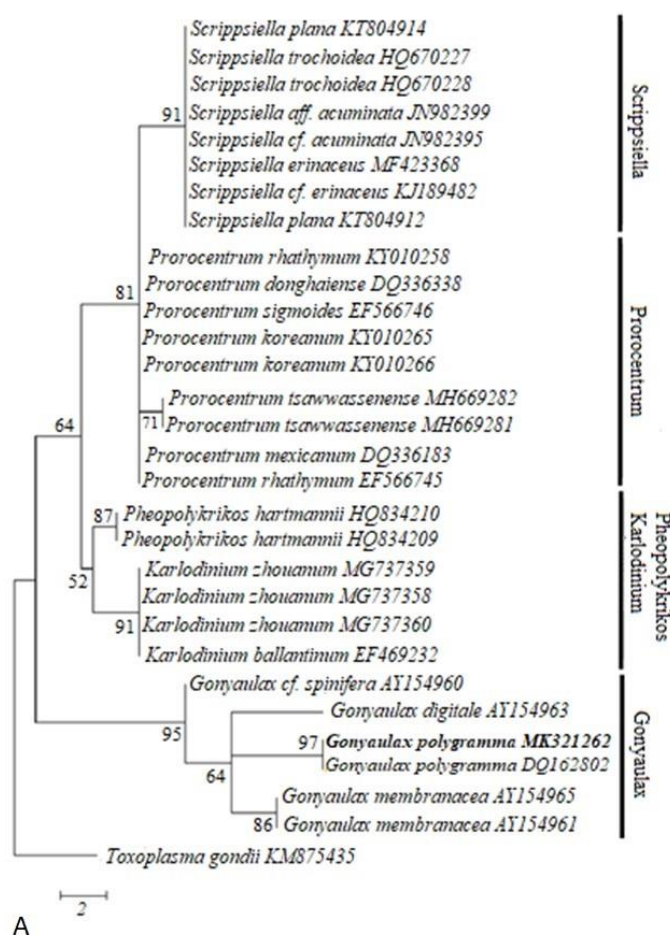 Scrippsiella plana KT804914
Scrippsiella trochoidea HQ670227
Scrippsiella trochoidea HQ670228
91
Scrippsiella aff. acuminata JN982399
Scrippsiella cf. acuminata JN982395
Scrippsiella erinaceus MF423368
Scrippsiella cf. erinaceus KJ189482
Scrippsiella plana KT804912
Scrippsiella
Prorocentrum rhathymum KY010258
81
Prorocentrum donghaiense DQ336338
Prorocentrum sigmoides EF566746
Prorocentrum koreanum KY010265
Prorocentrum koreanum KY010266
Prorocentrum tsawwassenense MH669282
71
Prorocentrum tsawwassenense MH669281
64
Prorocentrum mexicanum DQ336183
Prorocentrum rhathymum EF566745
Prorocentrum
87
Pheopolykrikos hartmannii HQ834210
Pheopolykrikos hartmannii HQ834209
52
Karlodinium zhouanum MG737359
Karlodinium zhouanum MG737358
91
Karlodinium zhouanum MG737360
Karlodinium ballantinum EF469232
Pheopolykrikos
Karlodinium
Gonyaulax cf. spinifera AY154960
95
Gonyaulax digitale AY154963
97
Gonyaulax polygramma MK321262
64
Gonyaulax polygramma DQ162802
Gonyaulax membranacea AY154965
86
Gonyaulax membranacea AY154961
Gonyaulax
Toxoplasma gondii KM875435
2
A